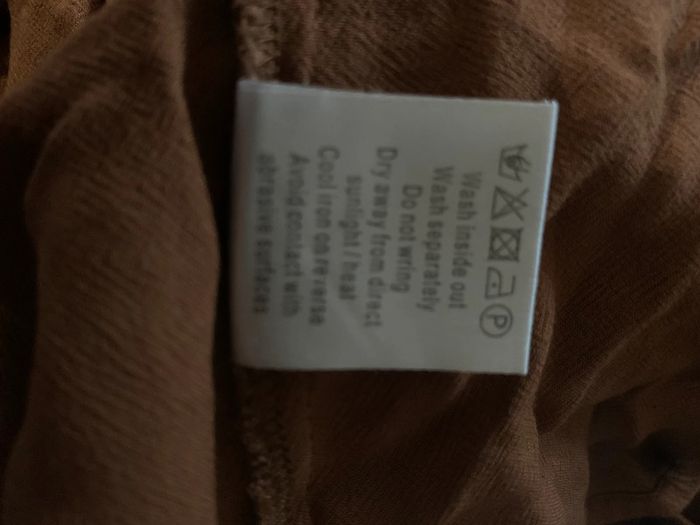 P
Wash inside out
Wash separately
Do not wring
Dry away from direct
sunlight / heat
Cool iron on reverse
Avoid contact with
abrasive surfaces